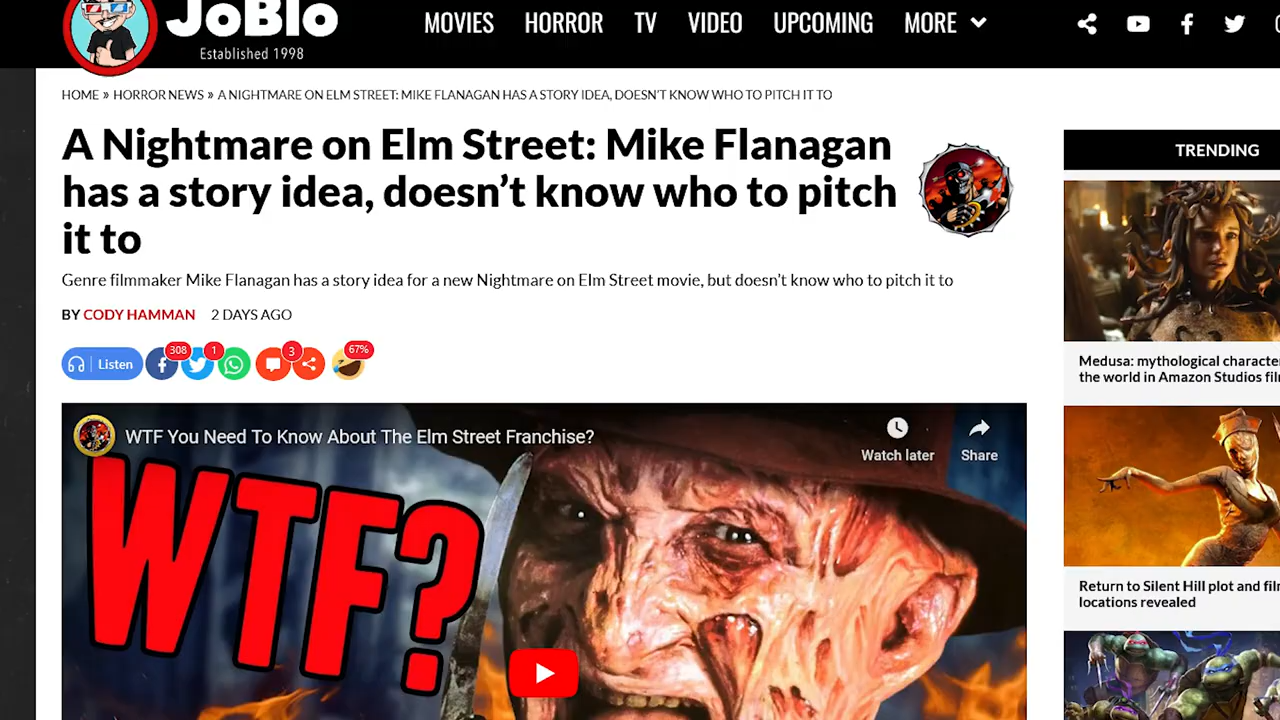 JoBlo
Established 1998
MOVIES HORROR TV VIDEO UPCOMING MORE
HOME » HORROR NEWS » A NIGHTMARE ON ELM STREET: MIKE FLANAGAN HAS A STORY IDEA, DOESN'T KNOW WHO TO PITCH IT TO
A Nightmare on Elm Street: Mike Flanagan
has a story idea, doesn't know who to pitch
it to
Genre filmmaker Mike Flanagan has a story idea for a new Nightmare on Elm Street movie, but doesn't know who to pitch it to
BY CODY HAMMAN 2 DAYS AGO
Listen
308
1
3
67%
WTF You Need To Know About The Elm Street Franchise?
Watch later
Share
WTF?
TRENDING
Medusa: mythological characte
the world in Amazon Studios fil
Return to Silent Hill plot and fil
locations revealed